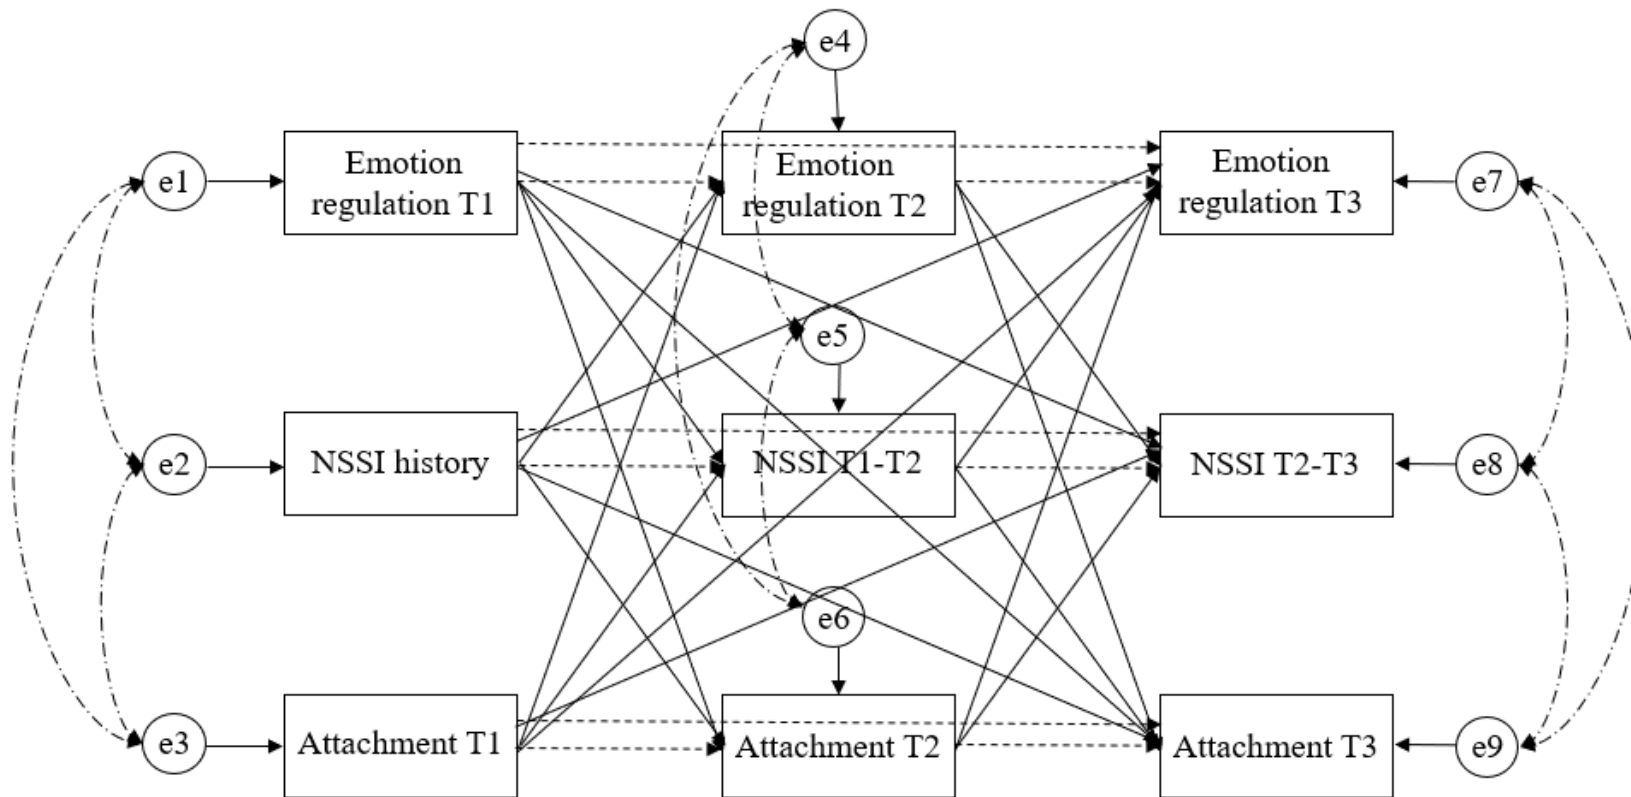 e4
e1
Emotion
regulation T1
Emotion
regulation T2
Emotion
regulation T3
e7
e5
e2
NSSI history
NSSI T1-T2
NSSI T2-T3
e8
e6
e3
Attachment T1
Attachment T2
Attachment T3
e9